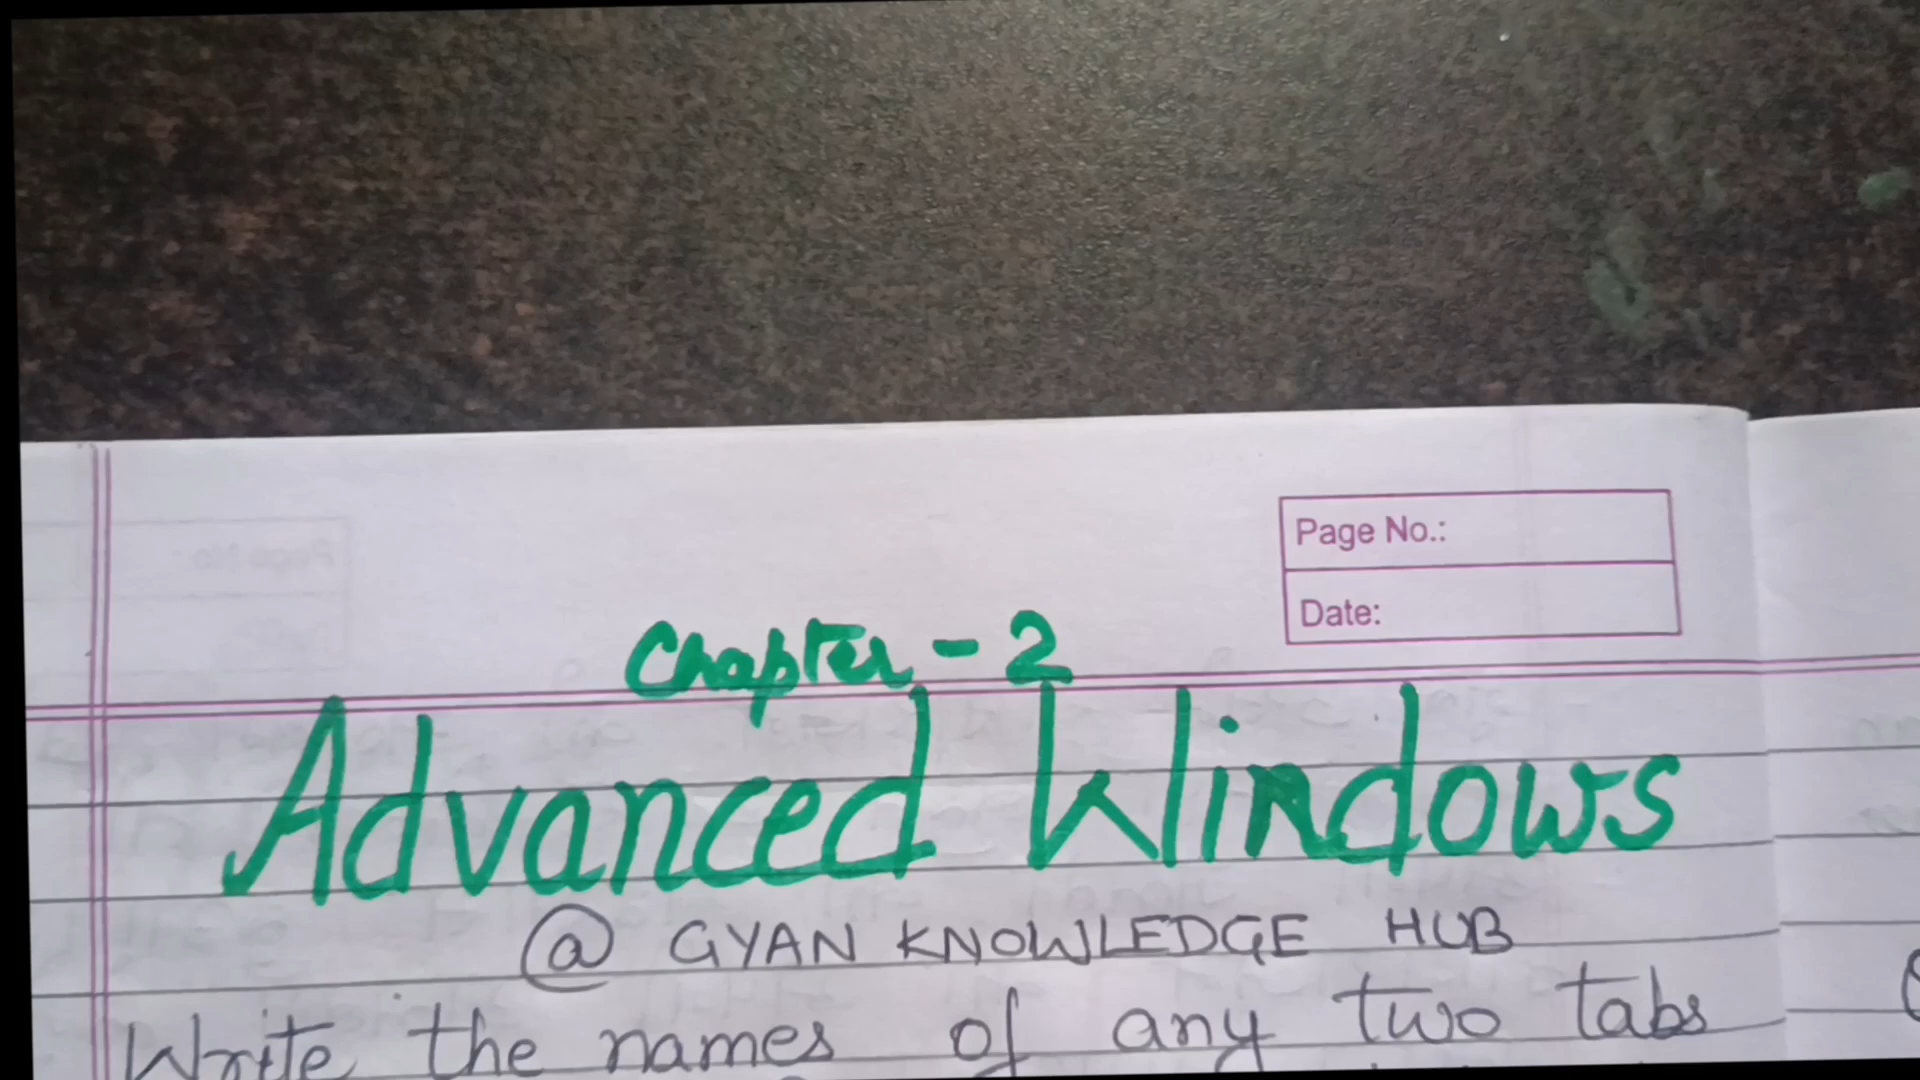 Page No.:
Date:
Chapter - 2
Advanced Windows
@ GYAN KNOWLEDGE HUB
Write the names of any two tabs